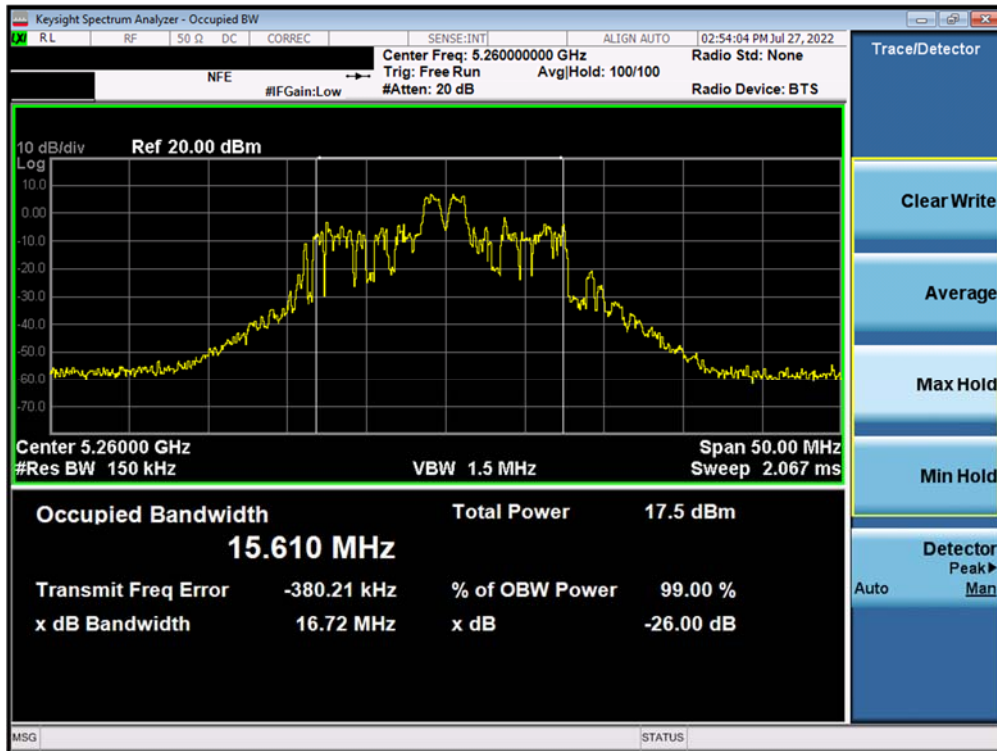 Keysight Spectrum Analyzer - Occupied BW
LXI RL RF 50 Ω DC CORREC SENSE:INT ALIGN AUTO 02:54:04 PM Jul 27, 2022
Center Freq: 5.260000000 GHz Radio Std: None
NFE Trig: Free Run Avg|Hold: 100/100
#IFGain:Low #Atten: 20 dB Radio Device: BTS
Trace/Detector
10 dB/div Ref 20.00 dBm
Log
10.0
0.00
-10.0
-20.0
-30.0
-40.0
-50.0
-60.0
-70.0
Center 5.26000 GHz Span 50.00 MHz
#Res BW 150 kHz VBW 1.5 MHz Sweep 2.067 ms
Occupied Bandwidth Total Power 17.5 dBm
15.610 MHz
Transmit Freq Error -380.21 kHz % of OBW Power 99.00 %
x dB Bandwidth 16.72 MHz x dB -26.00 dB
Clear Write
Average
Max Hold
Min Hold
Detector
Peak▶
Auto Man
MSG STATUS